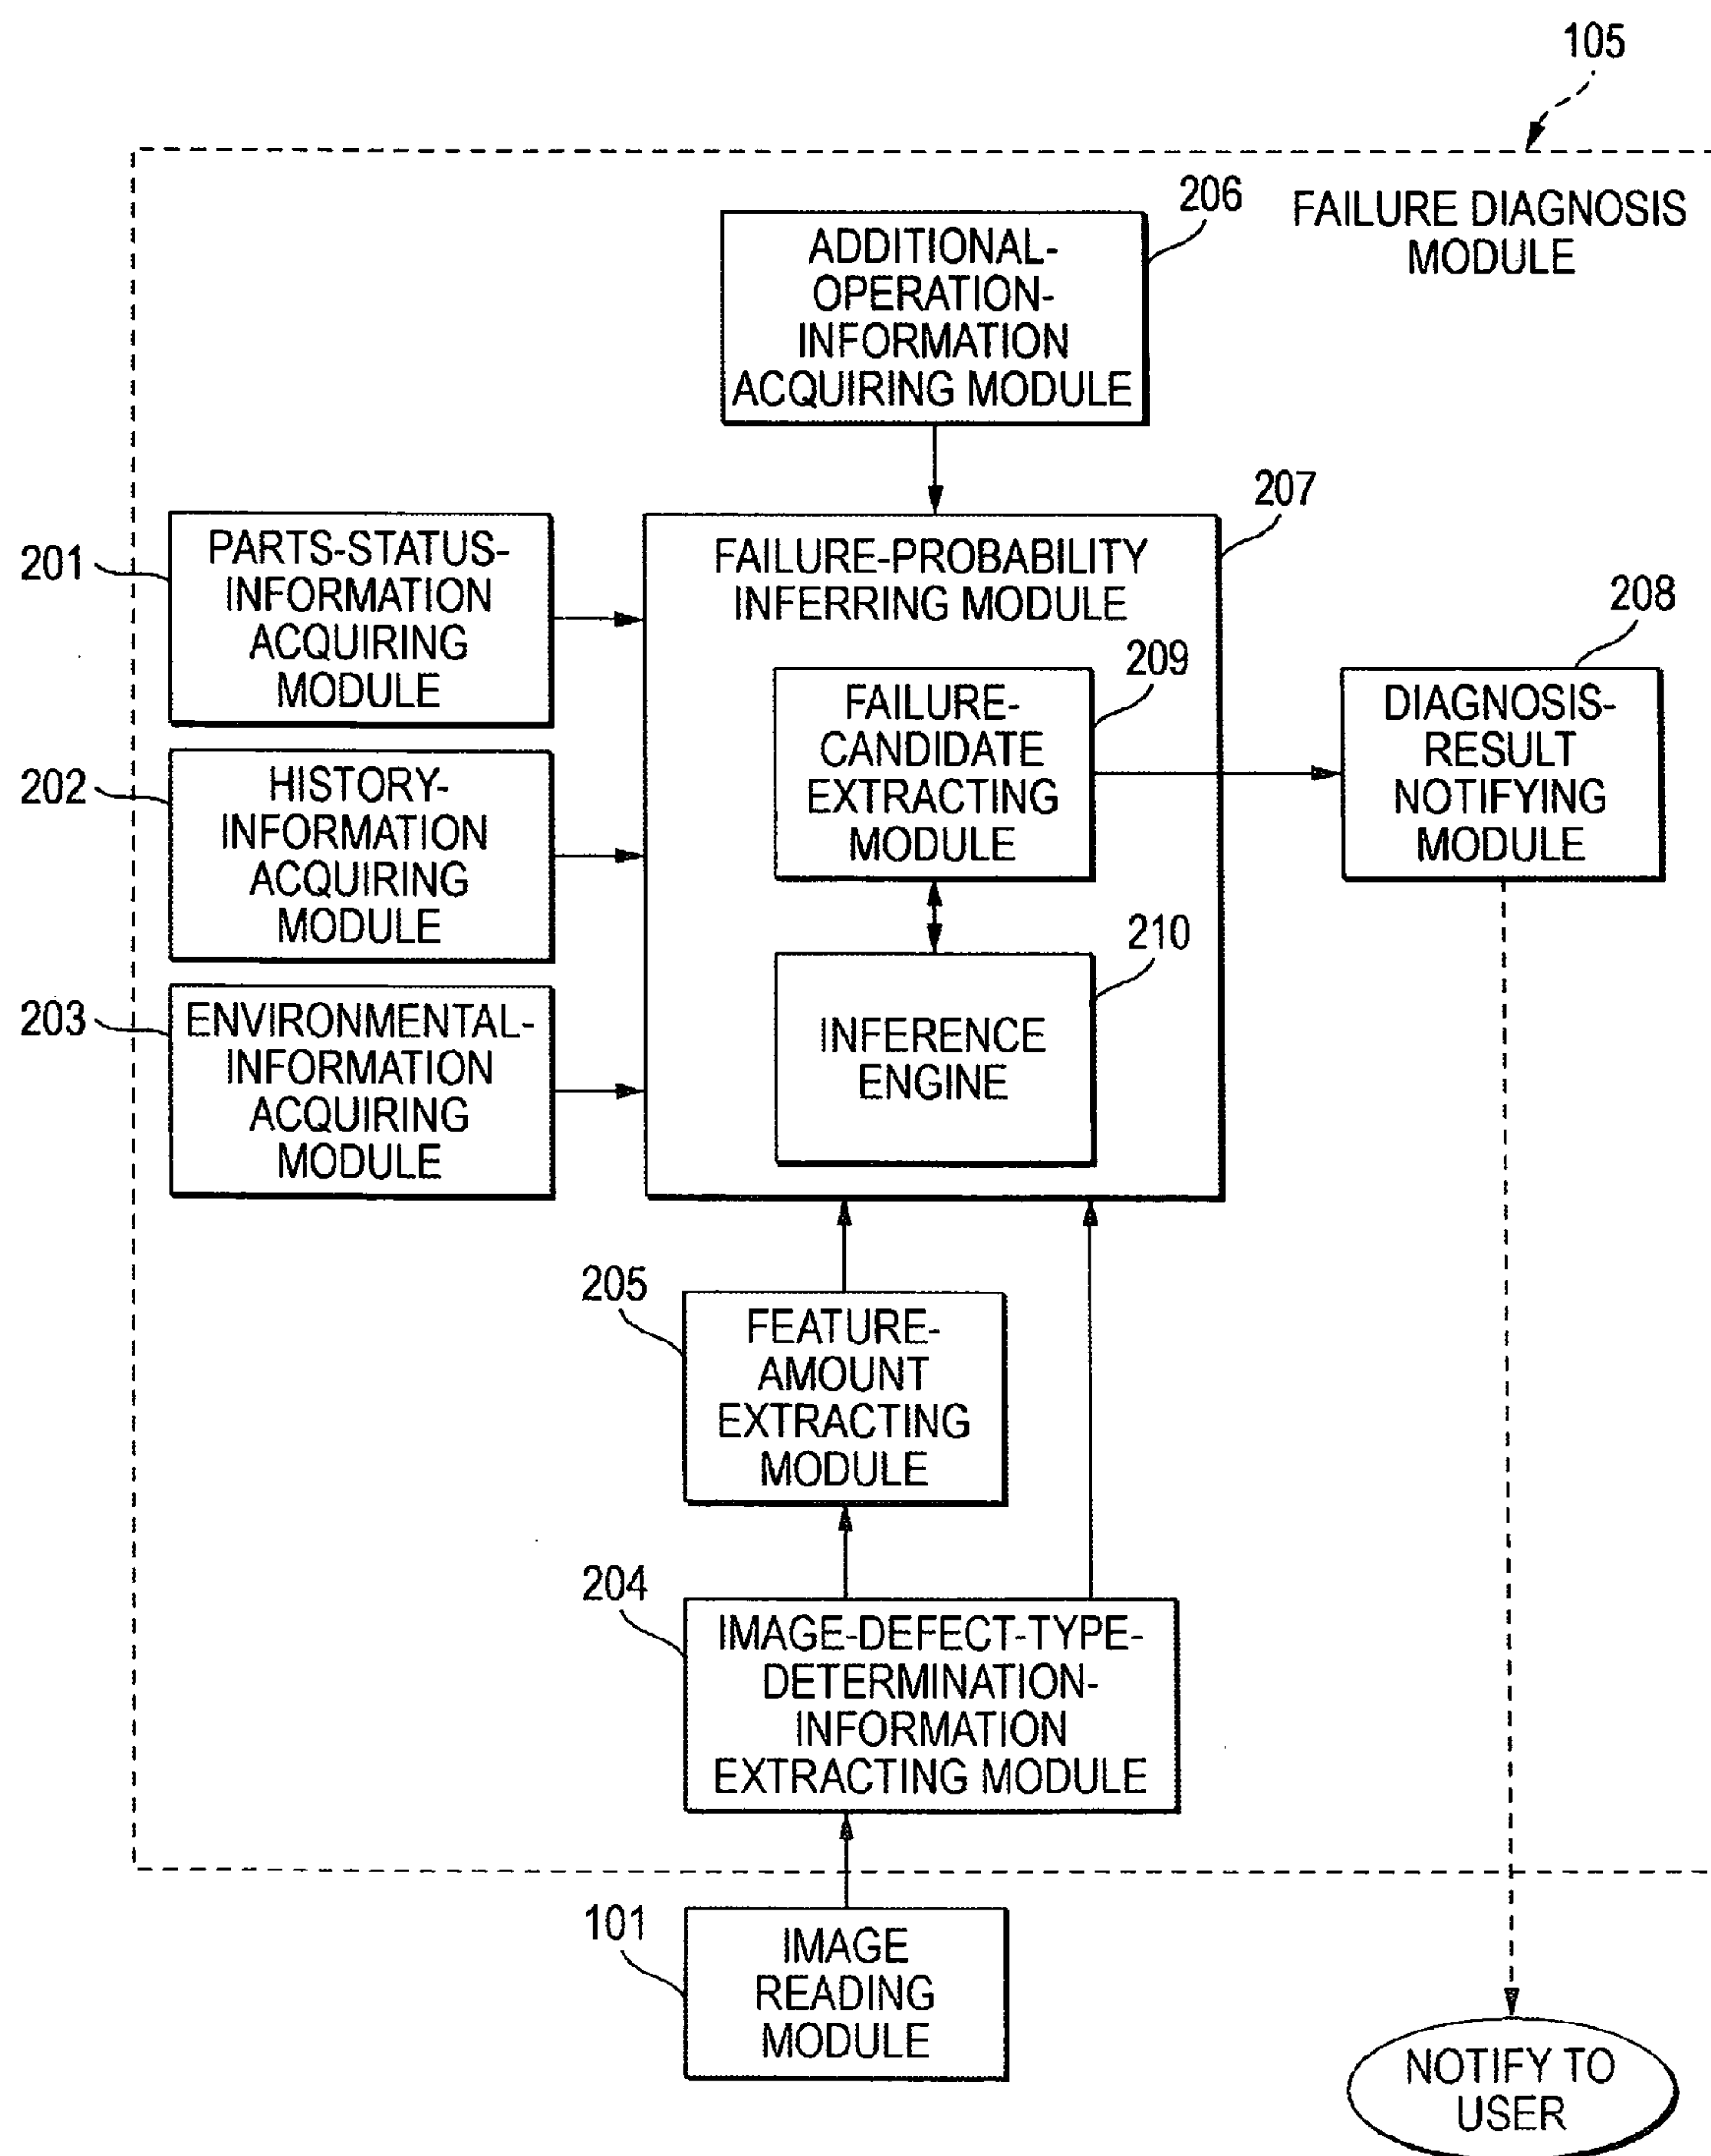 105
FAILURE DIAGNOSIS
MODULE
206
ADDITIONAL-
OPERATION-
INFORMATION
ACQUIRING MODULE
201
PARTS-STATUS-
INFORMATION
ACQUIRING
MODULE
207
FAILURE-PROBABILITY
INFERRING MODULE
209
FAILURE-
CANDIDATE
EXTRACTING
MODULE
208
DIAGNOSIS-
RESULT
NOTIFYING
MODULE
202
HISTORY-
INFORMATION
ACQUIRING
MODULE
210
INFERENCE
ENGINE
203
ENVIRONMENTAL-
INFORMATION
ACQUIRING
MODULE
205
FEATURE-
AMOUNT
EXTRACTING
MODULE
204
IMAGE-DEFECT-TYPE-
DETERMINATION-
INFORMATION
EXTRACTING MODULE
101
IMAGE
READING
MODULE
NOTIFY TO
USER